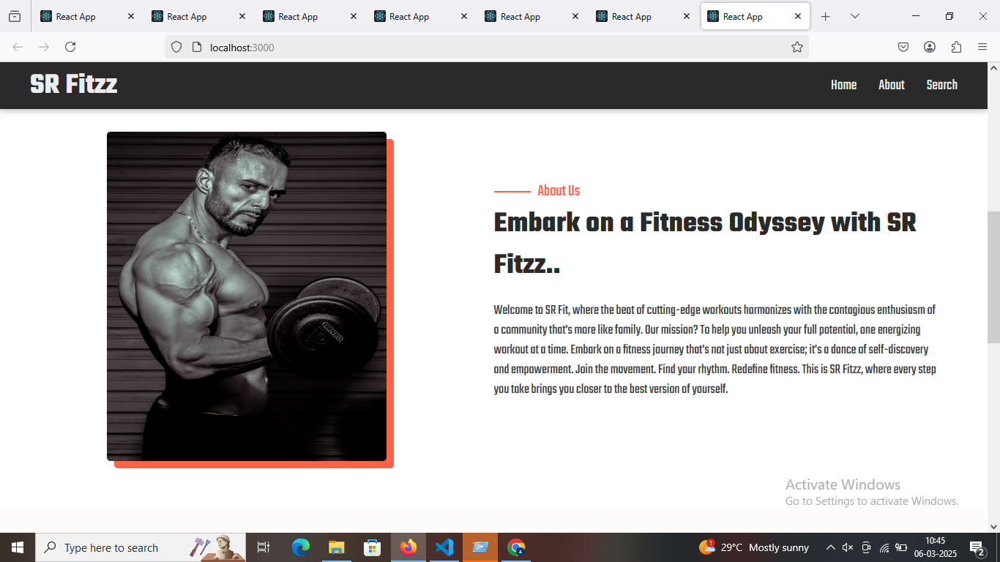 React App
React App
React App
React App
React App
React App
React App
localhost:3000
SR Fitzz
Home
About
Search
About Us
Embark on a Fitness Odyssey with SR
Fitzz..
Welcome to SR Fit, where the beat of cutting-edge workouts harmonizes with the contagious enthusiasm of
a community that's more like family. Our mission? To help you unleash your full potential, one energizing
workout at a time. Embark on a fitness journey that's not just about exercise; it's a dance of self-discovery
and empowerment. Join the movement. Find your rhythm. Redefine fitness. This is SR Fitzz, where every step
you take brings you closer to the best version of yourself.
Activate Windows
Go to Settings to activate Windows.
Type here to search
1
29°C Mostly sunny
10:45
06-03-2025
2